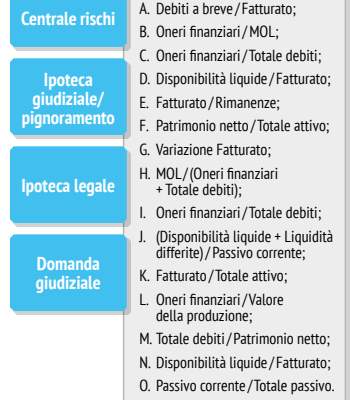 Centrale rischi
Ipoteca
giudiziale/
pignoramento
Ipoteca legale
Domanda
giudiziale
A. Debiti a breve/Fatturato;
B. Oneri finanziari/MOL;
C. Oneri finanziari/Totale debiti;
D. Disponibilità liquide/Fatturato;
E. Fatturato/Rimanenze;
F. Patrimonio netto/Totale attivo;
G. Variazione Fatturato;
H. MOL/(Oneri finanziari
+ Totale debiti);
I. Oneri finanziari/Totale debiti;
J. (Disponibilità liquide + Liquidità
differite)/Passivo corrente;
K. Fatturato/Totale attivo;
L. Oneri finanziari/Valore
della produzione;
M. Totale debiti/Patrimonio netto;
N. Disponibilità liquide/Fatturato;
O. Passivo corrente/Totale passivo.